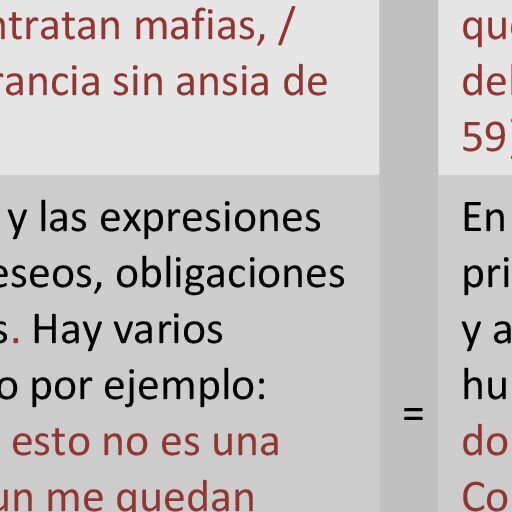 ntratan mafias, /
rancia sin ansia de
y las expresiones
eseos, obligaciones
s. Hay varios
o por ejemplo:
esto no es una
un me quedan
=
qu
del
59)
En
pri
y a
hu
do
Co